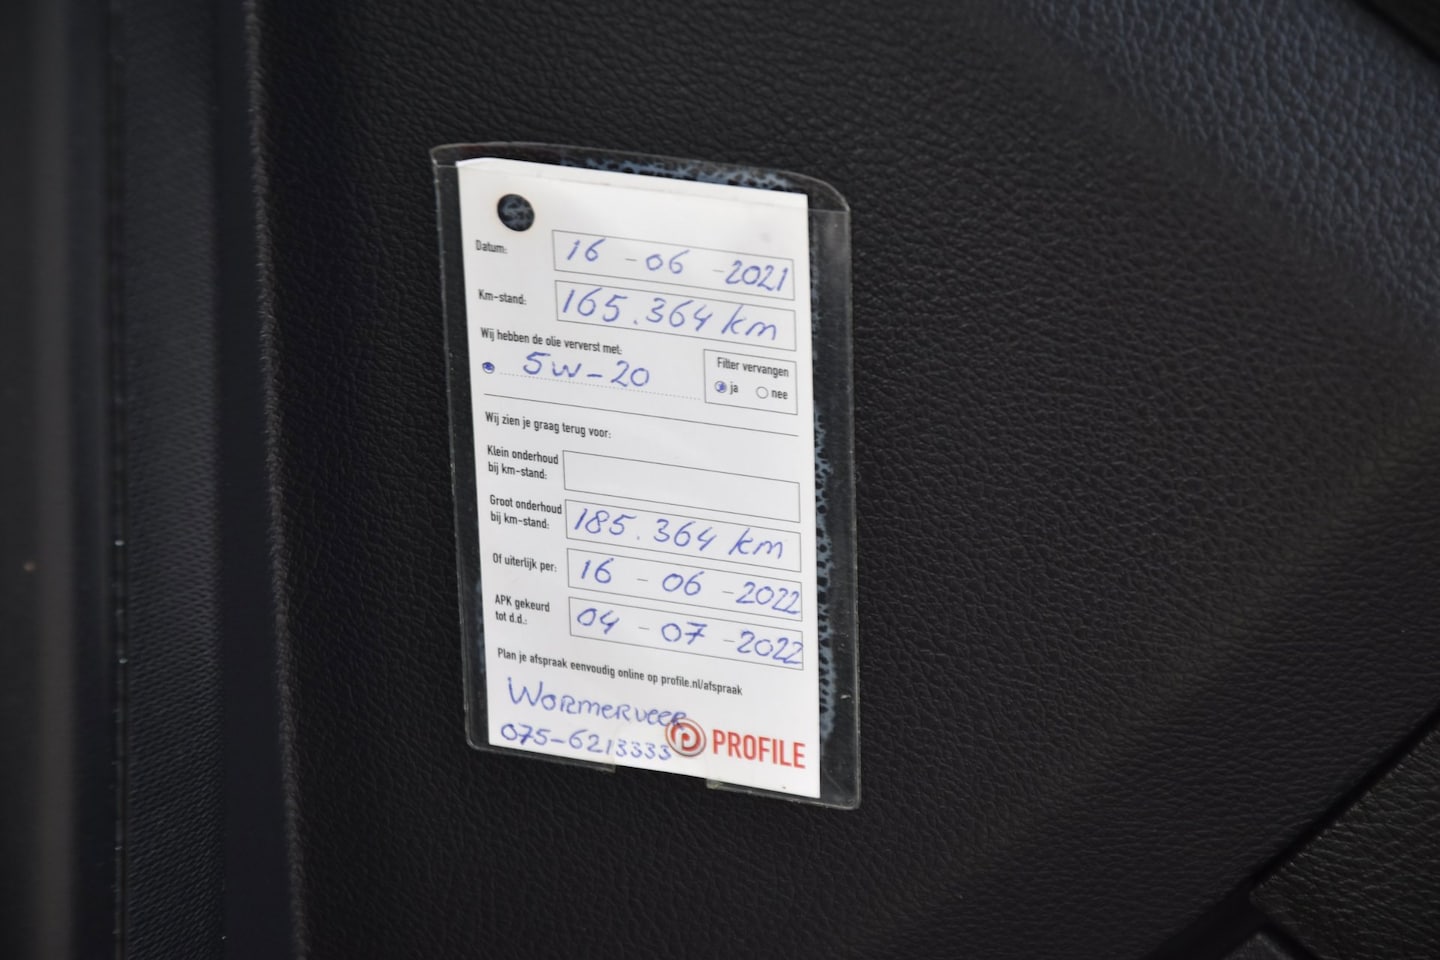 Datum: 16 - 06 - 2021
Km-stand: 165.364 km
Wij hebben de olie ververst met:
5W-20
Filter vervangen
ja nee
Wij zien je graag terug voor:
Klein onderhoud
bij km-stand:
Groot onderhoud
bij km-stand: 185.364 km
Of uiterlijk per: 16 - 06 - 2022
APK gekeurd
tot d.d.: 04 - 07 - 2022
Plan je afspraak eenvoudig online op profile.nl/afspraak
Wormerveer
075-6213333
PROFILE